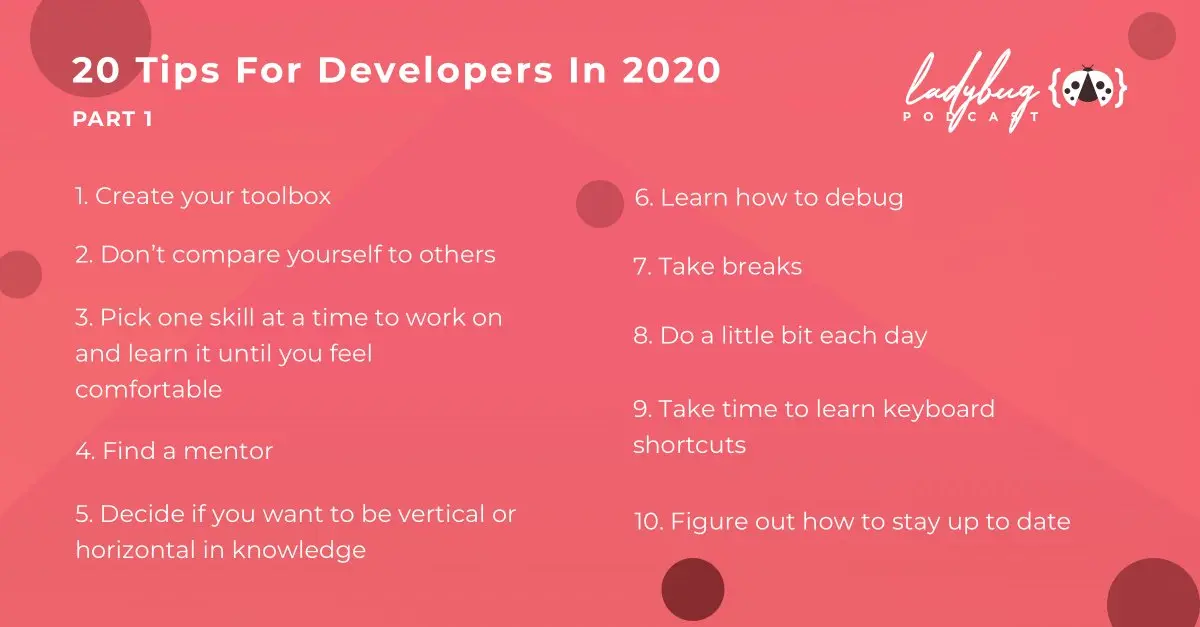 20 Tips For Developers In 2020
PART 1
ladybug
PODCAST
1. Create your toolbox
2. Don’t compare yourself to others
3. Pick one skill at a time to work on
and learn it until you feel
comfortable
4. Find a mentor
5. Decide if you want to be vertical or
horizontal in knowledge
6. Learn how to debug
7. Take breaks
8. Do a little bit each day
9. Take time to learn keyboard
shortcuts
10. Figure out how to stay up to date